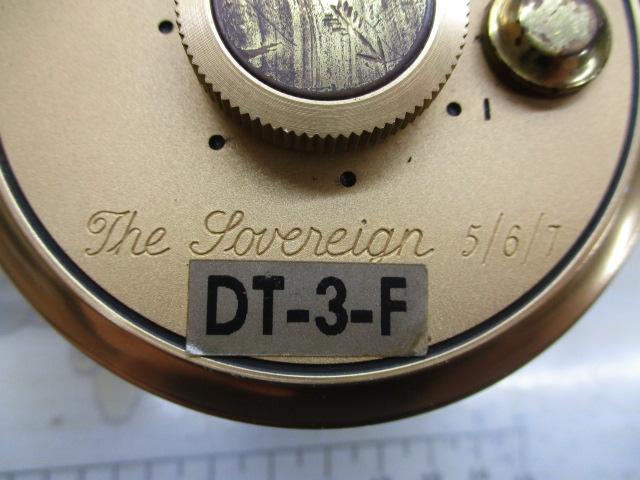 The Sovereign 5/6/7
DT-3-F